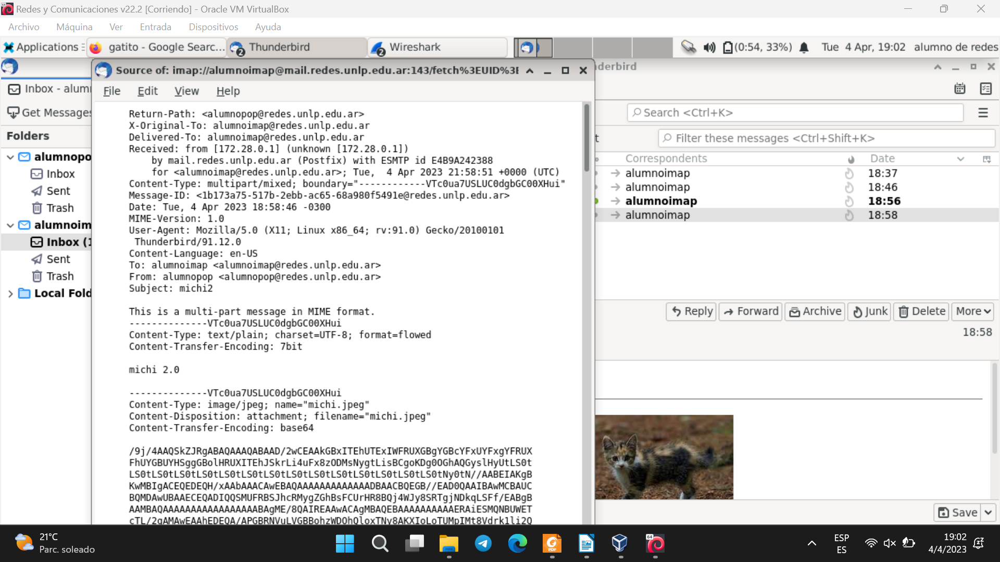 Redes y Comunicaciones v22.2 [Corriendo] - Oracle VM VirtualBox
Archivo Máquina Ver Entrada Dispositivos Ayuda
Applications
gatito - Google Searc...
2 Thunderbird
2 Wireshark
(0:54, 33%)
Tue 4 Apr, 19:02 alumno de redes
Source of: imap://alumnoimap@mail.redes.unlp.edu.ar:143/fetch%3EUID%3E
derbird
File Edit View Help
Inbox - alum
Get Messages
Search <Ctrl+K>
Folders
Filter these messages <Ctrl+Shift+K>
alumnopo
Inbox
Sent
Trash
alumnoim
Inbox (1
Sent
Trash
Local Fold
Return-Path: <alumnopop@redes.unlp.edu.ar>
X-Original-To: alumnoimap@redes.unlp.edu.ar
Delivered-To: alumnoimap@redes.unlp.edu.ar
Received: from [172.28.0.1] (unknown [172.28.0.1])
by mail.redes.unlp.edu.ar (Postfix) with ESMTP id E4B9A242388
for <alumnoimap@redes.unlp.edu.ar>; Tue,  4 Apr 2023 21:58:51 +0000 (UTC)
Content-Type: multipart/mixed; boundary="------------VTc0ua7USLUC0dgbGC00XHui"
Message-ID: <1b173a75-517b-2ebb-ac65-68a980f5491e@redes.unlp.edu.ar>
Date: Tue, 4 Apr 2023 18:58:46 -0300
MIME-Version: 1.0
User-Agent: Mozilla/5.0 (X11; Linux x86_64; rv:91.0) Gecko/20100101
Thunderbird/91.12.0
Content-Language: en-US
To: alumnoimap <alumnoimap@redes.unlp.edu.ar>
From: alumnopop <alumnopop@redes.unlp.edu.ar>
Subject: michi2
This is a multi-part message in MIME format.
--------------VTc0ua7USLUC0dgbGC00XHui
Content-Type: text/plain; charset=UTF-8; format=flowed
Content-Transfer-Encoding: 7bit
michi 2.0
--------------VTc0ua7USLUC0dgbGC00XHui
Content-Type: image/jpeg; name="michi.jpeg"
Content-Disposition: attachment; filename="michi.jpeg"
Content-Transfer-Encoding: base64
/9j/4AAQSkZJRgABAQAAAQABAAD/2wCEAAkGBxITEhUTExIWFRUXGBgYGBcYFxUYFxgYFRUX
FhUYGBUYHSggGBolHRUXITEhJSkrLi4uFx8zODMsNygtLisBCgoKDg0OGhAQGyslHyUtLS0t
LS0tLS0tLS0tLS0tLS0tLS0tLS0tLS0tLS0tLS0tLS0tLS0tLS0tNy0tN//AABEIAKgB
KwMBIgACEQEDEQH/xAAbAAACAwEBAQAAAAAAAAAAAAADBAACBQEGB//EAD0QAAIBAwMCBAUC
BQMDAwUBAAECEQADIQQSMUFRBSJhcRMygZGhBsFCUrHR8BQj4WJy8SRTgjNDkqLSFf/EABgB
AAMBAQAAAAAAAAAAAAAAAAABAgME/8QAIREAAwACAgMBAQEBAAAAAAAAAAERAiESMQNBUWET
cTL/2gAMAwEAAhEDEQA/APGBRNVuLVGBBohzWDOhQloxTNy8AKXIoLoTUMpIMt8Vdrk1li2Q
t
Correspondents Date
alumnoimap 18:37
alumnoimap 18:46
alumnoimap 18:56
alumnoimap 18:58
Reply Forward Archive Junk Delete More
18:58
Save
21°C
Parc. soleado
64
PDF
64
ESP
ES
19:02
4/4/2023